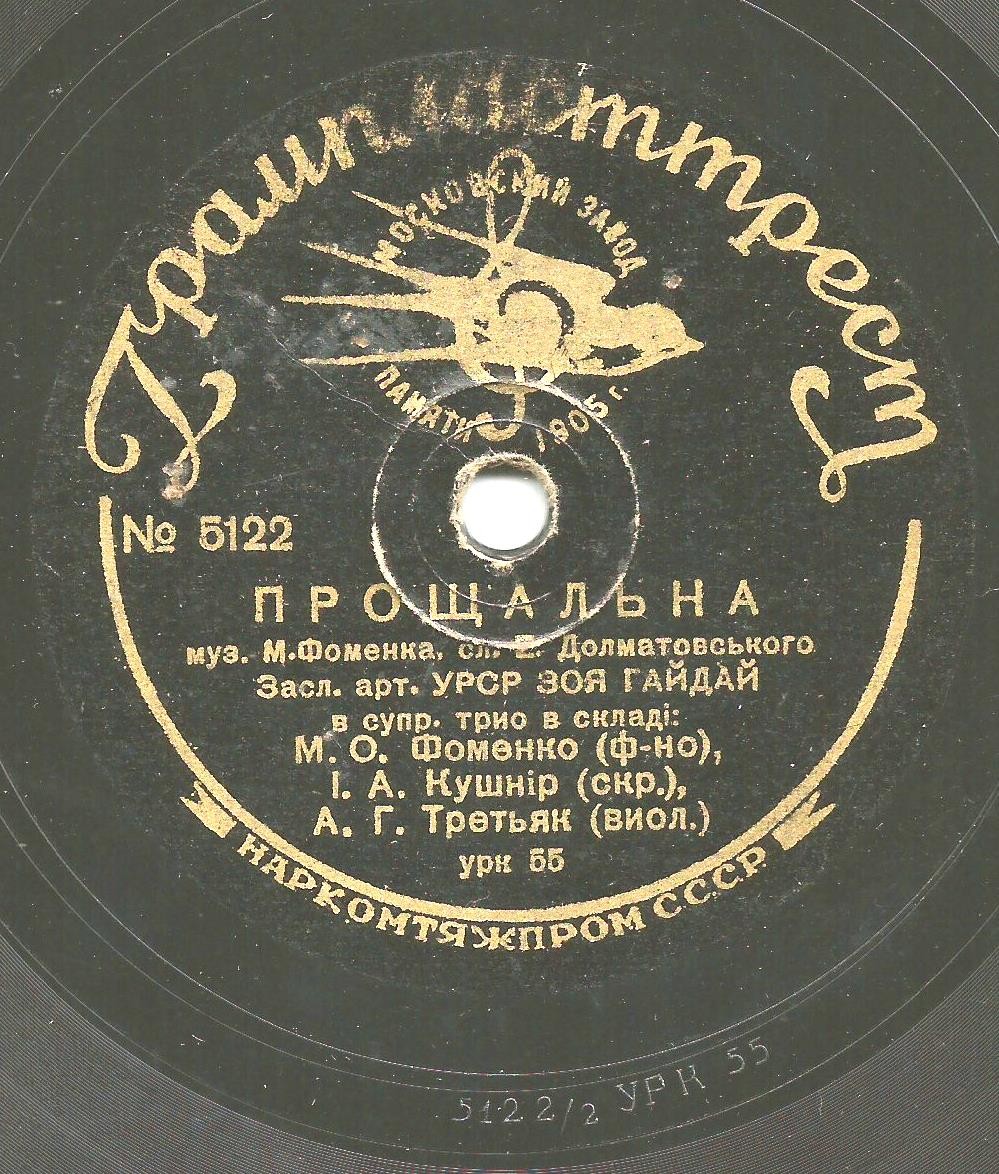 Грампласттрест
МОСКОВСКИЙ ЗАВОД
ПАМЯТИ 1905 г.
№ 5122
ПРОЩАЛЬНА
муз. М.Фоменка, сл. Е. Долматовського
Засл. арт. УРСР ЗОЯ ГАЙДАЙ
в супр. трио в складі:
М. О. Фоменко (ф-но),
І. А. Кушнір (скр.),
А. Г. Третьяк (виол.)
урк 55
НАРКОМТЯЖПРОМ СССР
5122/2 УРК 55